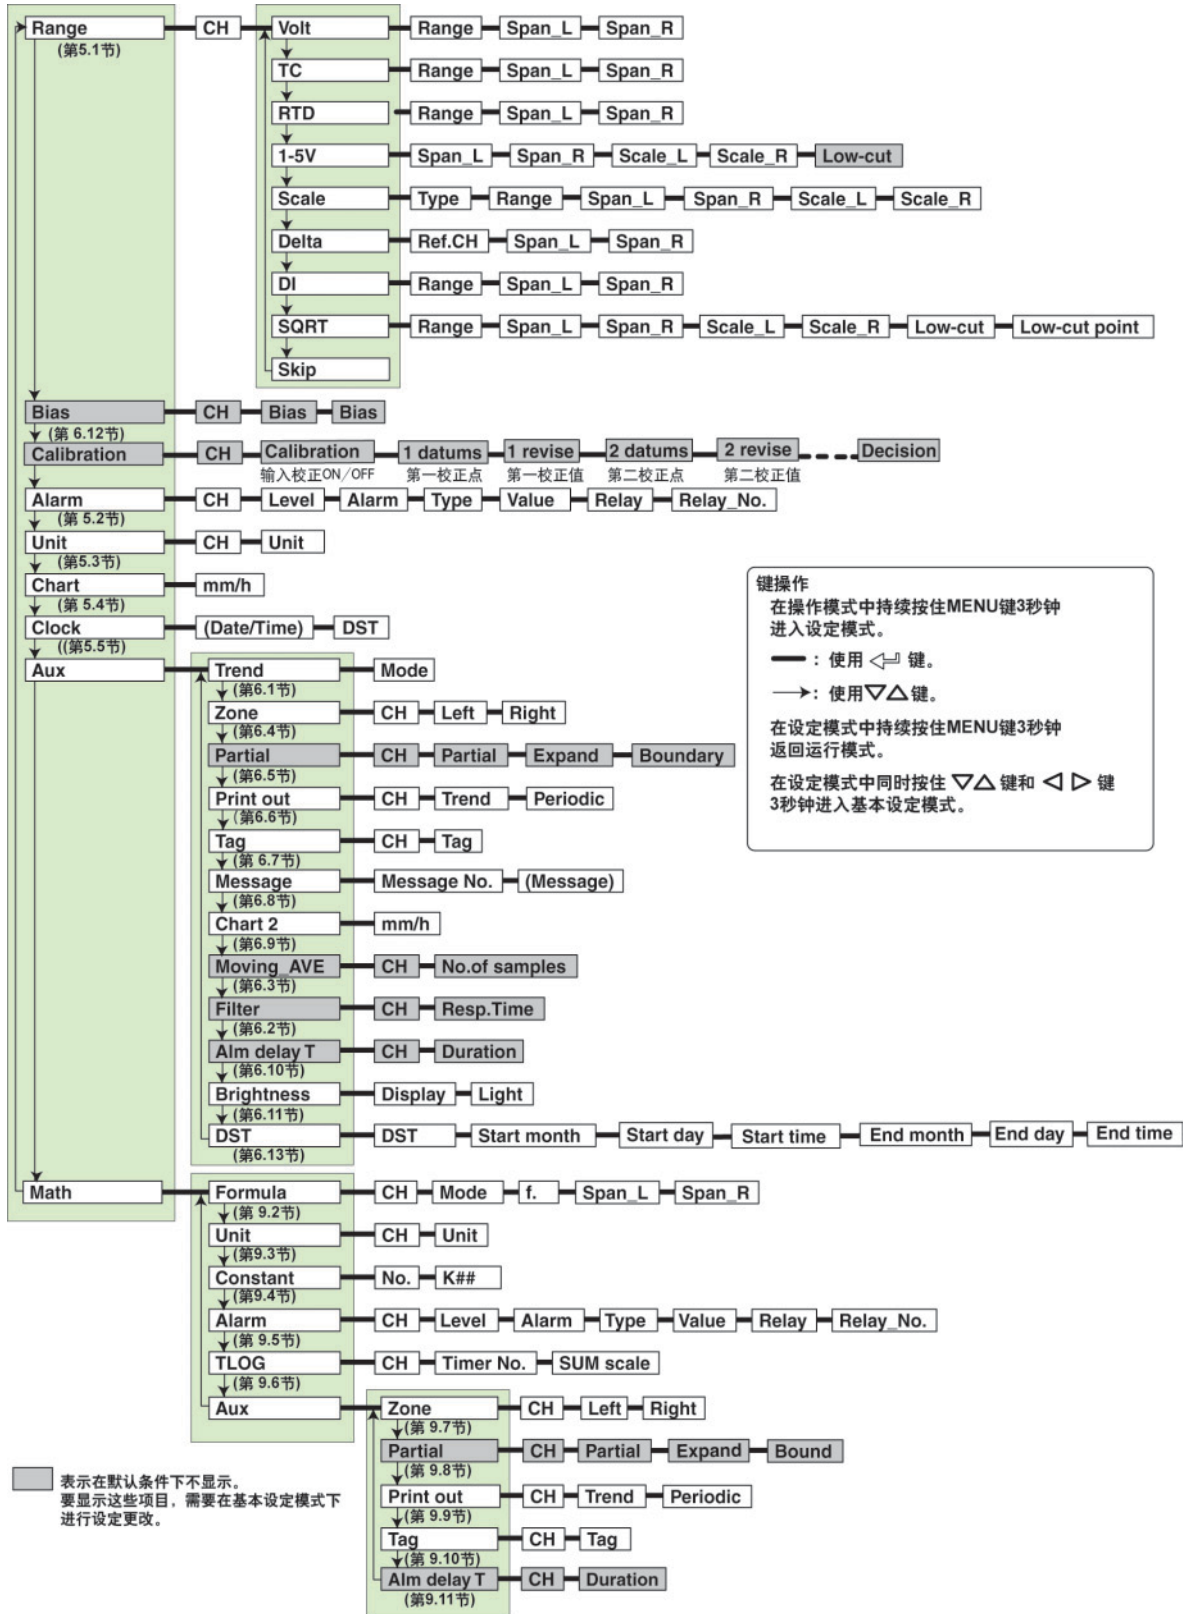 Range CH Volt Range Span_L Span_R
(第5.1节)
TC Range Span_L Span_R
RTD Range Span_L Span_R
1-5V Span_L Span_R Scale_L Scale_R Low-cut
Scale Type Range Span_L Span_R Scale_L Scale_R
Delta Ref.CH Span_L Span_R
DI Range Span_L Span_R
SQRT Range Span_L Span_R Scale_L Scale_R Low-cut Low-cut point
Skip
Bias CH Bias Bias
(第 6.12节)
Calibration CH Calibration 1 datums 1 revise 2 datums 2 revise Decision
输入校正ON/OFF 第一校正点 第一校正值 第二校正点 第二校正值
Alarm CH Level Alarm Type Value Relay Relay_No.
(第 5.2节)
Unit CH Unit
(第5.3节)
Chart mm/h
(第 5.4节)
Clock (Date/Time) DST
((第5.5节)
Aux Trend Mode
(第6.1节)
Zone CH Left Right
(第6.4节)
Partial CH Partial Expand Boundary
(第6.5节)
Print out CH Trend Periodic
(第6.6节)
Tag CH Tag
(第 6.7节)
Message Message No. (Message)
(第6.8节)
Chart 2 mm/h
(第6.9节)
Moving_AVE CH No.of samples
(第6.3节)
Filter CH Resp.Time
(第6.2节)
Alm delay T CH Duration
(第6.10节)
Brightness Display Light
(第6.11节)
DST DST Start month Start day Start time End month End day End time
(第6.13节)
键操作
在操作模式中持续按住MENU键3秒钟
进入设定模式。
: 使用 键。
: 使用▽△键。
在设定模式中持续按住MENU键3秒钟
返回运行模式。
在设定模式中同时按住 ▽△ 键和 ◁ ▷ 键
3秒钟进入基本设定模式。
Math Formula CH Mode f. Span_L Span_R
(第 9.2节)
Unit CH Unit
(第9.3节)
Constant No. K##
(第9.4节)
Alarm CH Level Alarm Type Value Relay Relay_No.
(第 9.5节)
TLOG CH Timer No. SUM scale
(第 9.6节)
Aux Zone CH Left Right
(第 9.7节)
Partial CH Partial Expand Bound
(第 9.8节)
Print out CH Trend Periodic
(第 9.9节)
Tag CH Tag
(第 9.10节)
Alm delay T CH Duration
(第9.11节)
表示在默认条件下不显示。
要显示这些项目，需要在基本设定模式下
进行设定更改。